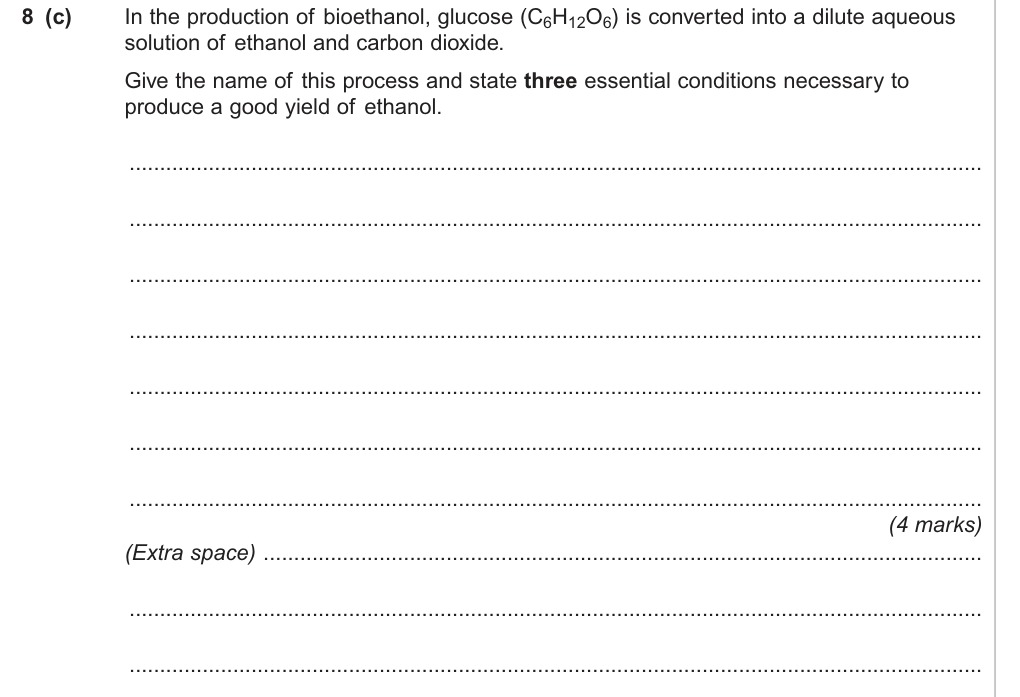 8 (c) In the production of bioethanol, glucose (C₆H₁₂O₆) is converted into a dilute aqueous
solution of ethanol and carbon dioxide.
Give the name of this process and state three essential conditions necessary to
produce a good yield of ethanol.
(4 marks)
(Extra space)